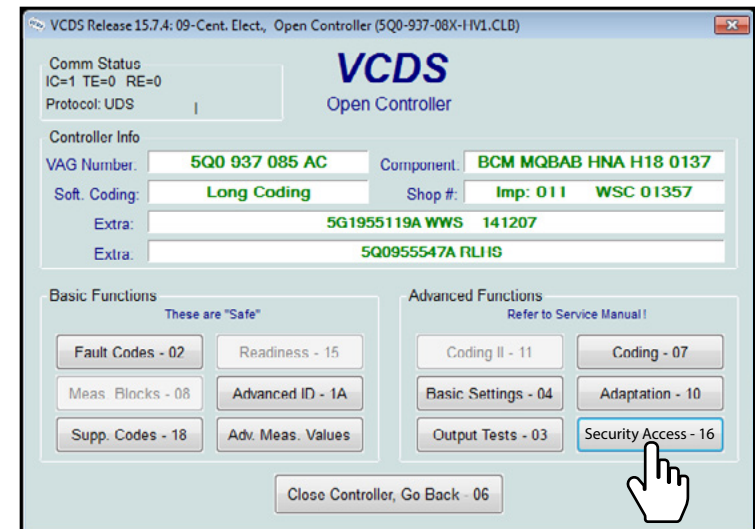 VCDS Release 15.7.4: 09-Cent. Elect., Open Controller (5Q0-937-08X-HV1.CLB)
Comm Status
IC=1 TE=0 RE=0
Protocol: UDS
VCDS
Open Controller
Controller Info
VAG Number: 5Q0 937 085 AC Component: BCM MQBAB HNA H18 0137
Soft. Coding: Long Coding Shop #: Imp: 011 WSC 01357
Extra: 5G1955119A WWS 141207
Extra: 5Q0955547A RLHS
Basic Functions
These are "Safe"
Fault Codes - 02 Readiness - 15
Meas. Blocks - 08 Advanced ID - 1A
Supp. Codes - 18 Adv. Meas. Values
Advanced Functions
Refer to Service Manual!
Coding II - 11 Coding - 07
Basic Settings - 04 Adaptation - 10
Output Tests - 03 Security Access - 16
Close Controller, Go Back - 06